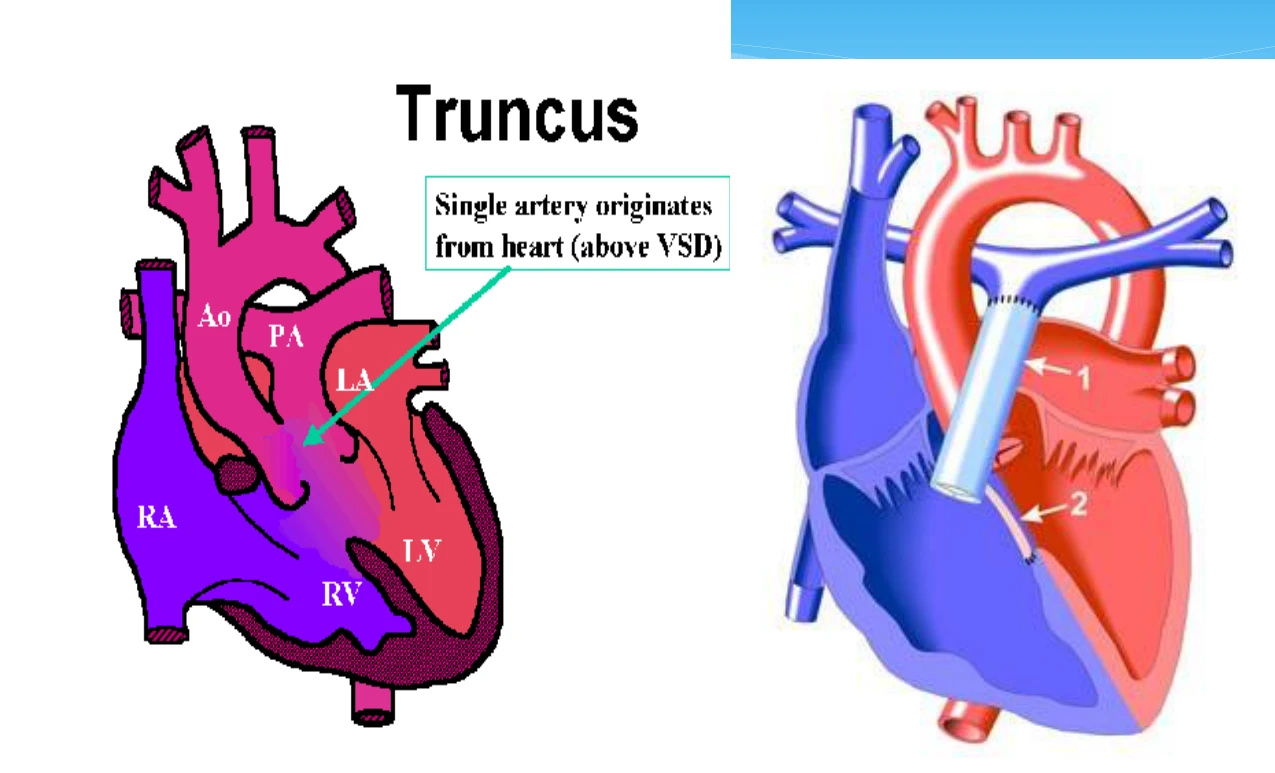 Truncus
Single artery originates
from heart (above VSD)
Ao
PA
LA
RA
LV
RV
1
2